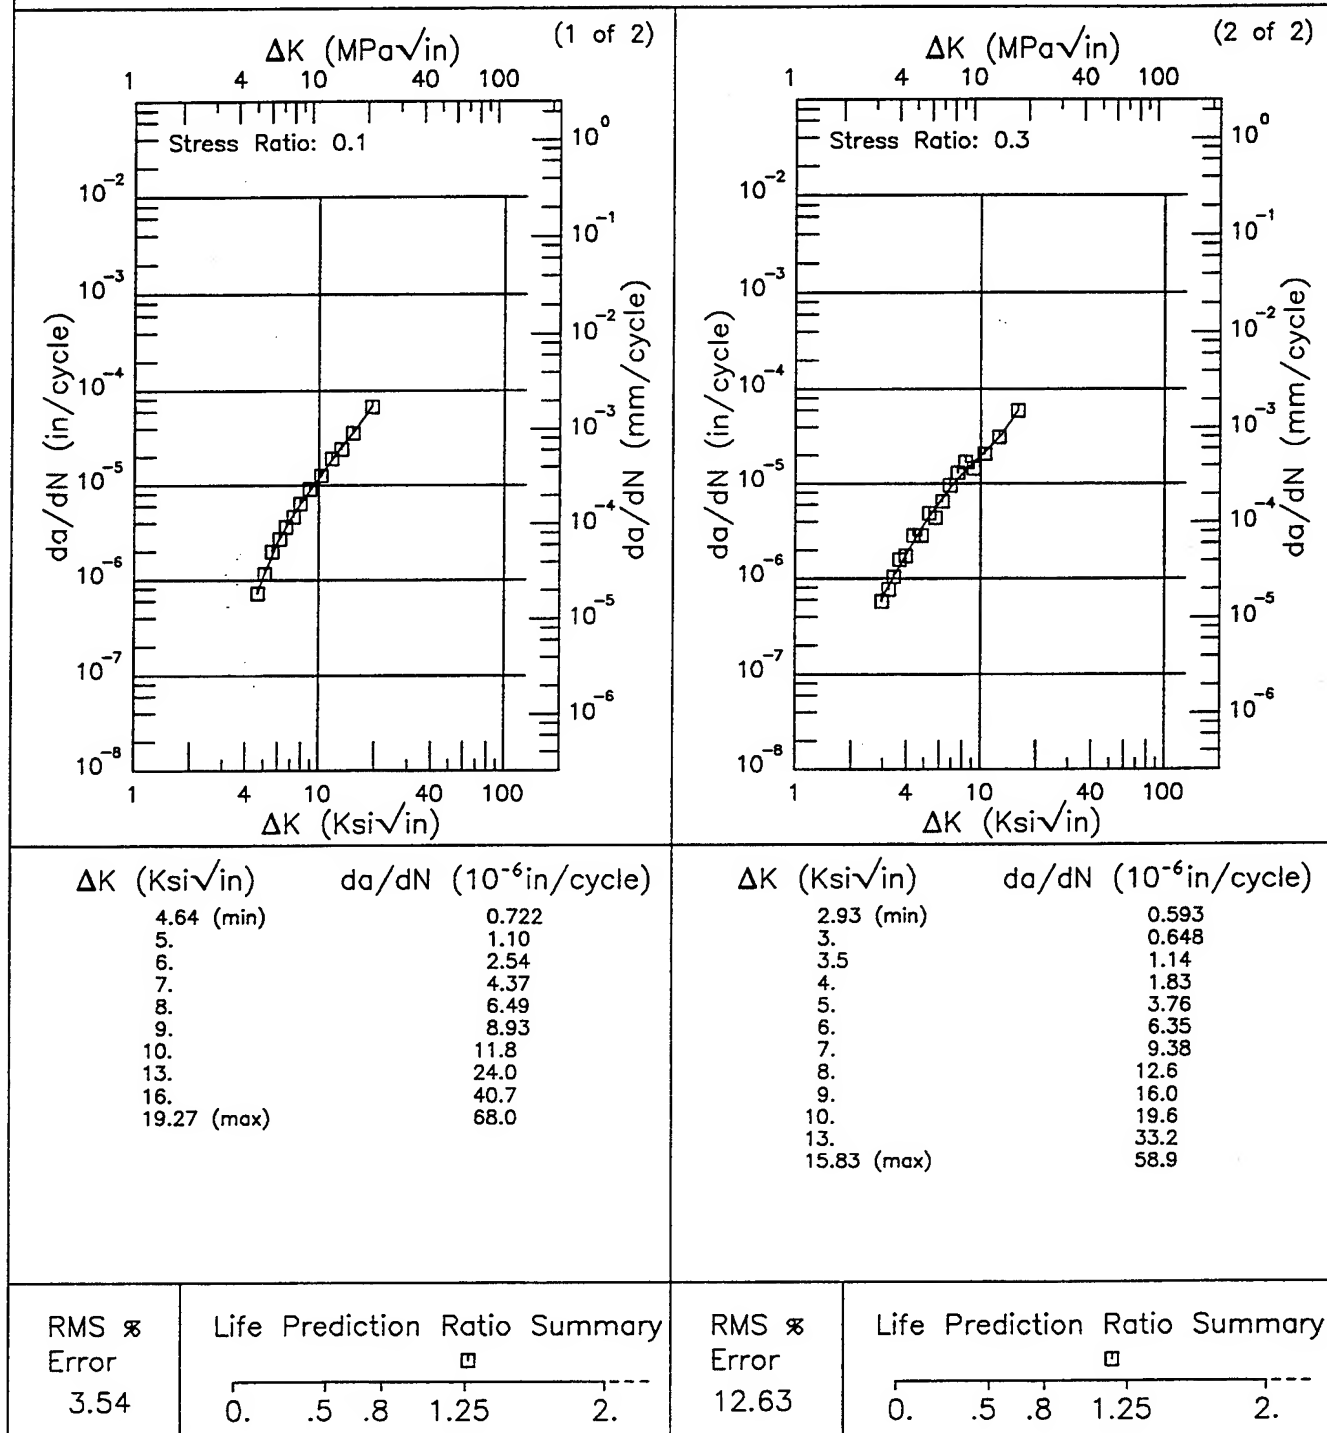 (1 of 2)
ΔK (MPa√in)
1 4 10 40 100
Stress Ratio: 0.1
da/dN (in/cycle)
10⁻²
10⁻³
10⁻⁴
10⁻⁵
10⁻⁶
10⁻⁷
10⁻⁸
10⁰
10⁻¹
10⁻²
10⁻³
10⁻⁴
10⁻⁵
10⁻⁶
da/dN (mm/cycle)
1 4 10 40 100
ΔK (Ksi√in)
ΔK (Ksi√in) da/dN (10⁻⁶in/cycle)
4.64 (min) 0.722
5. 1.10
6. 2.54
7. 4.37
8. 6.49
9. 8.93
10. 11.8
13. 24.0
16. 40.7
19.27 (max) 68.0
RMS %
Error
3.54
Life Prediction Ratio Summary
0. .5 .8 1.25 2.
(2 of 2)
ΔK (MPa√in)
1 4 10 40 100
Stress Ratio: 0.3
da/dN (in/cycle)
10⁻²
10⁻³
10⁻⁴
10⁻⁵
10⁻⁶
10⁻⁷
10⁻⁸
10⁰
10⁻¹
10⁻²
10⁻³
10⁻⁴
10⁻⁵
10⁻⁶
da/dN (mm/cycle)
1 4 10 40 100
ΔK (Ksi√in)
ΔK (Ksi√in) da/dN (10⁻⁶in/cycle)
2.93 (min) 0.593
3. 0.648
3.5 1.14
4. 1.83
5. 3.76
6. 6.35
7. 9.38
8. 12.6
9. 16.0
10. 19.6
13. 33.2
15.83 (max) 58.9
RMS %
Error
12.63
Life Prediction Ratio Summary
0. .5 .8 1.25 2.